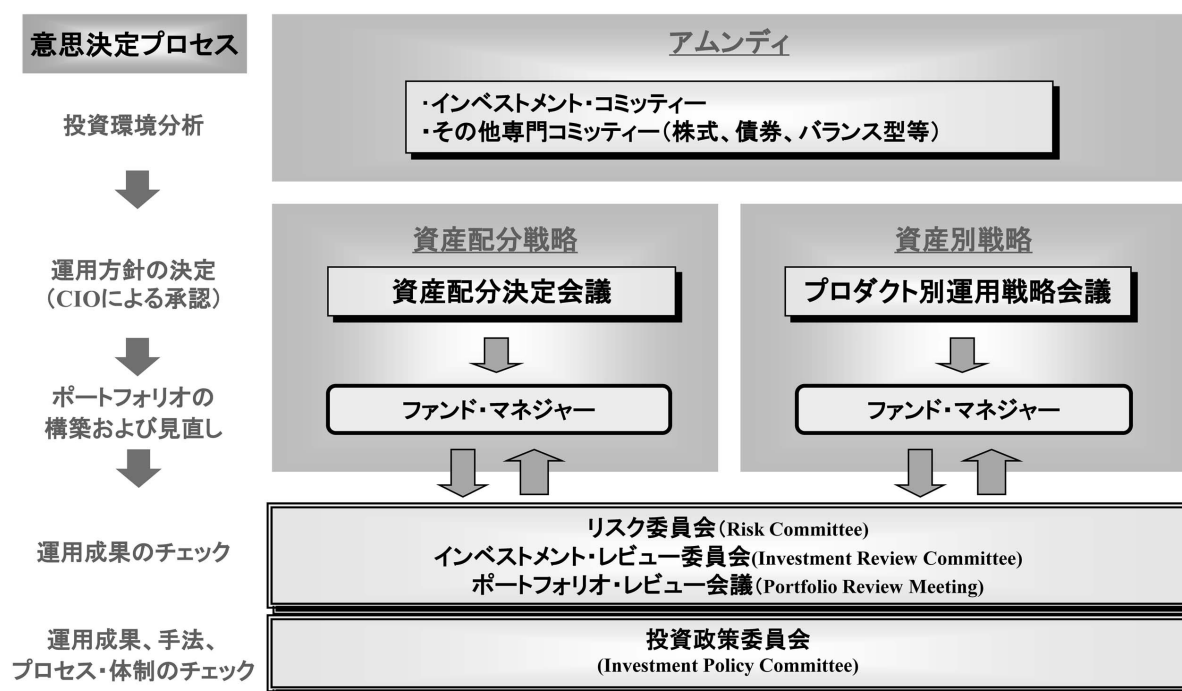 意思決定プロセス
アムンディ
投資環境分析
・インベストメント・コミッティー
・その他専門コミッティー（株式、債券、バランス型等）
運用方針の決定
（CIOによる承認）
資産配分戦略
資産配分決定会議
ファンド・マネジャー
資産別戦略
プロダクト別運用戦略会議
ファンド・マネジャー
ポートフォリオの
構築および見直し
運用成果のチェック
リスク委員会（Risk Committee）
インベストメント・レビュー委員会(Investment Review Committee)
ポートフォリオ・レビュー会議（Portfolio Review Meeting)
運用成果、手法、
プロセス・体制のチェック
投資政策委員会
(Investment Policy Committee)